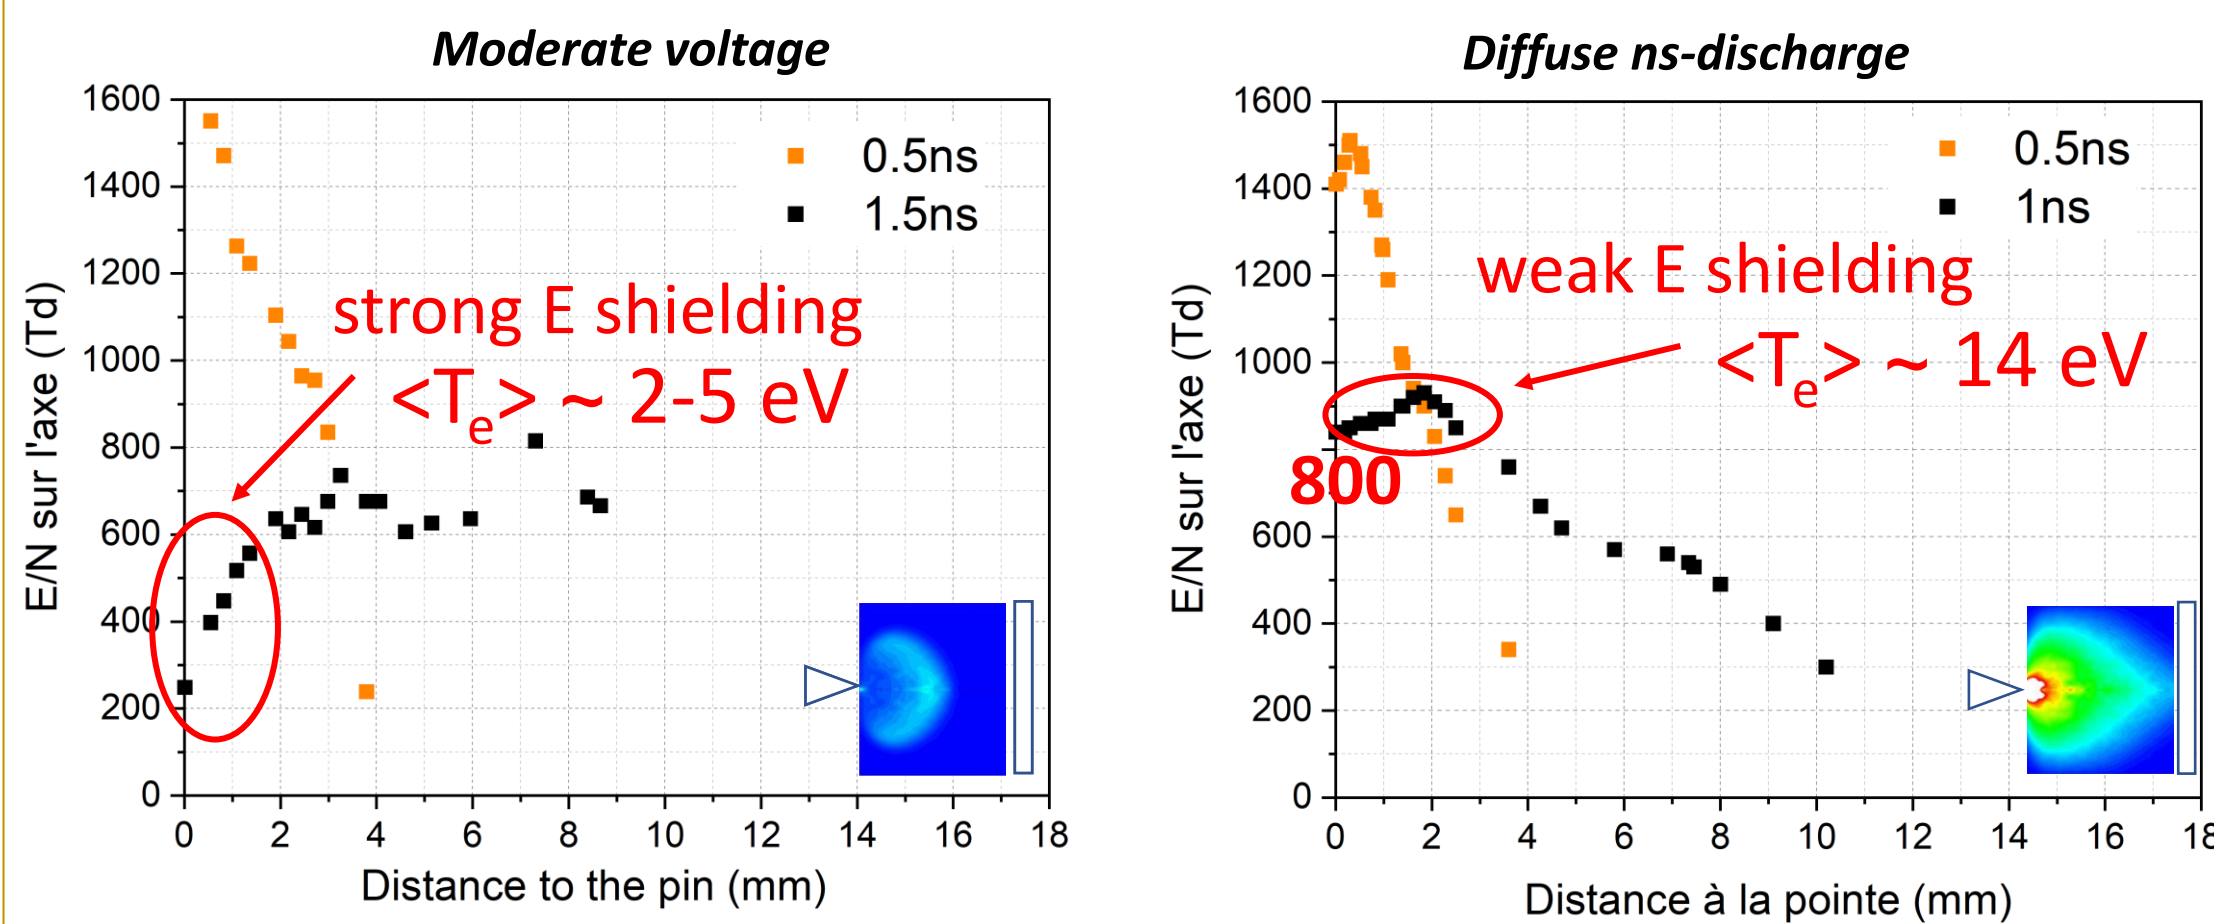 Moderate voltage
1600
1400
1200
1000
800
600
400
200
0
E/N sur l'axe (Td)
0.5ns
1.5ns
strong E shielding
<Te> ~ 2-5 eV
0 2 4 6 8 10 12 14 16 18
Distance to the pin (mm)
Diffuse ns-discharge
1600
1400
1200
1000
800
600
400
200
0
E/N sur l'axe (Td)
0.5ns
1ns
weak E shielding
<Te> ~ 14 eV
0 2 4 6 8 10 12 14 16 18
Distance à la pointe (mm)